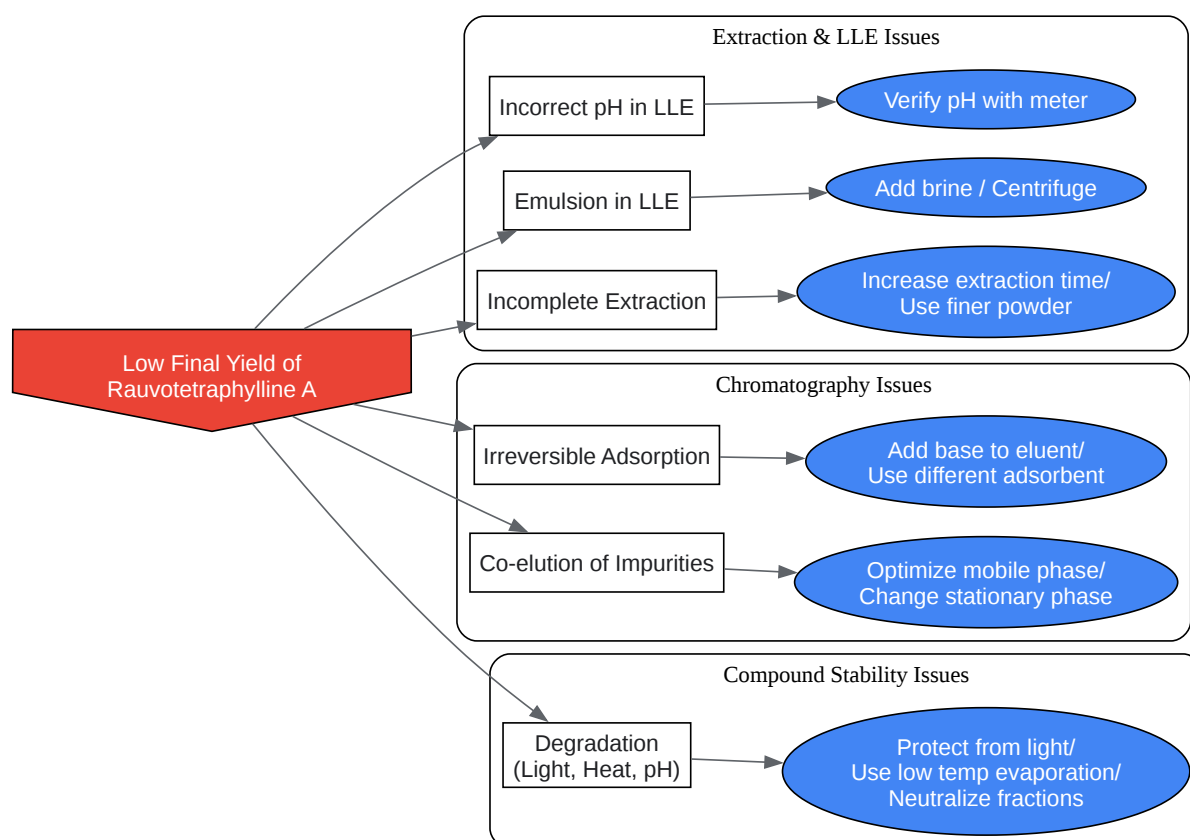 Extraction & LLE Issues
Incorrect pH in LLE
Verify pH with meter
Emulsion in LLE
Add brine / Centrifuge
Incomplete Extraction
Increase extraction time/
Use finer powder
Low Final Yield of
Rauvotetraphylline A
Chromatography Issues
Irreversible Adsorption
Add base to eluent/
Use different adsorbent
Co-elution of Impurities
Optimize mobile phase/
Change stationary phase
Compound Stability Issues
Degradation
(Light, Heat, pH)
Protect from light/
Use low temp evaporation/
Neutralize fractions